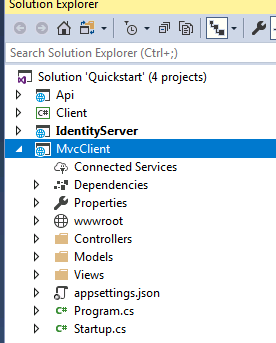 Solution Explorer
Search Solution Explorer (Ctrl+;)
Solution 'Quickstart' (4 projects)
Api
C# Client
IdentityServer
MvcClient
Connected Services
Dependencies
Properties
wwwroot
Controllers
Models
Views
appsettings.json
C# Program.cs
C# Startup.cs